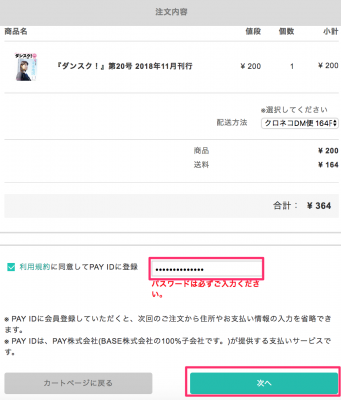 注文内容
商品名 値段 個数 小計
『ダンスク！』第20号 2018年11月刊行 ¥ 200 1 ¥ 200
※選択してください
配送方法 クロネコDM便 164F
商品 ¥ 200
送料 ¥ 164
合計： ¥ 364
利用規約に同意してPAY IDに登録 ••••••••••••••
パスワードは必ずご入力くださ
い。
※ PAY IDに会員登録していただくと、次回のご注文から住所やお支払い情報の入力を省略でき
ます。
※ PAY IDは、PAY株式会社(BASE株式会社の100%子会社です。)が提供する支払いサービスで
す。
カートページに戻る 次へ